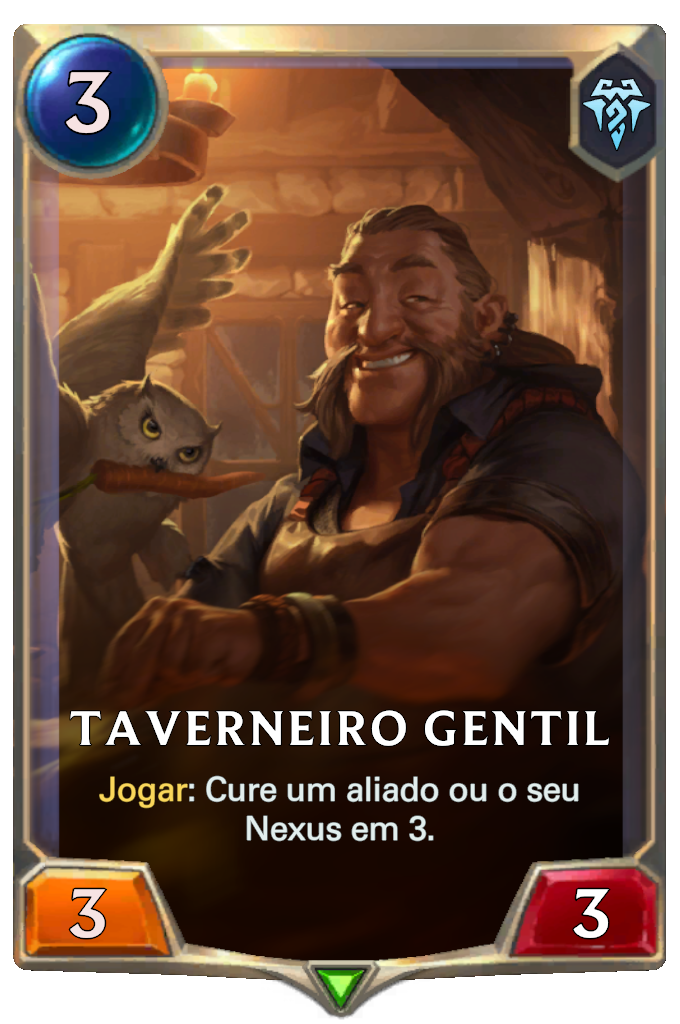 3
TAVERNEIRO GENTIL
Jogar: Cure um aliado ou o seu
Nexus em 3.
3 3